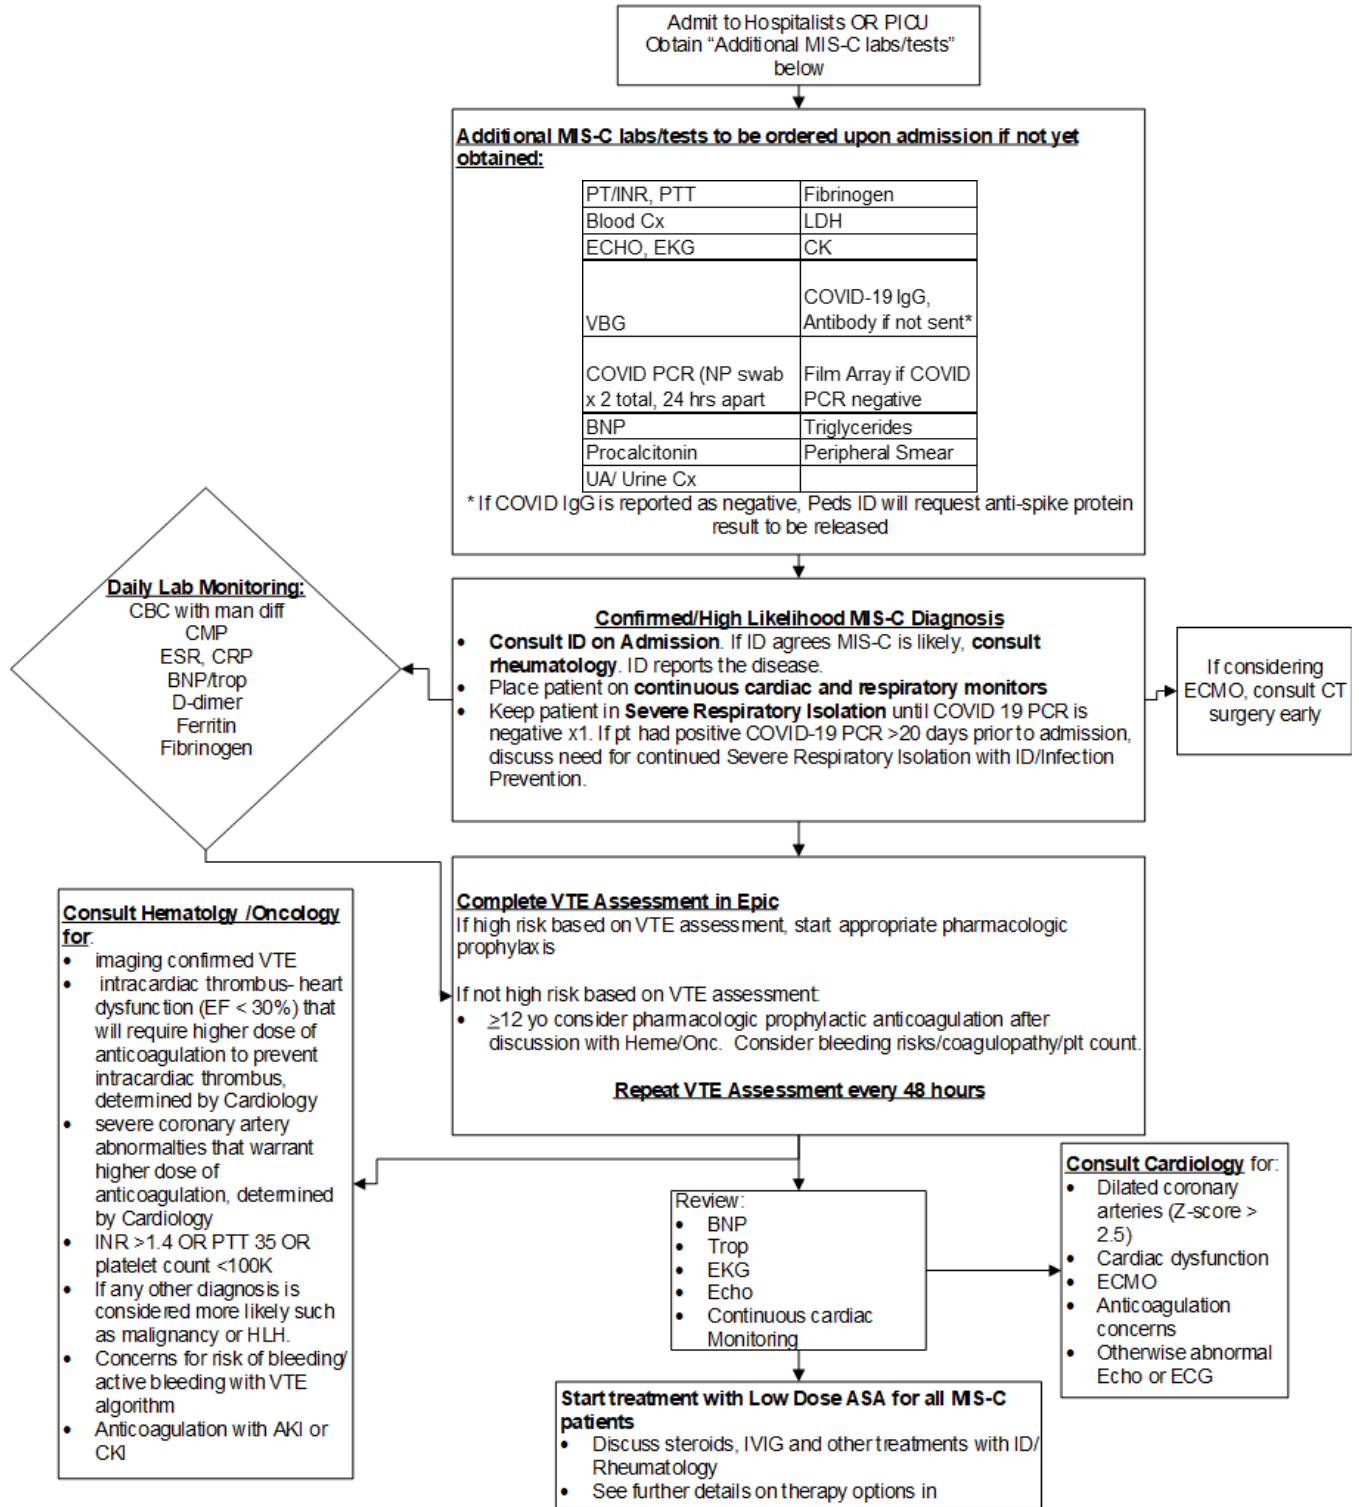 Admit to Hospitalists OR PICU
Obtain “Additional MIS-C labs/tests”
below
Additional MIS-C labs/tests to be ordered upon admission if not yet
obtained:
PT/INR, PTT
Fibrinogen
Blood Cx
LDH
ECHO, EKG
CK
VBG
COVID-19 IgG,
Antibody if not sent*
COVID PCR (NP swab
x 2 total, 24 hrs apart
Film Array if COVID
PCR negative
BNP
Triglycerides
Procalcitonin
Peripheral Smear
UA/ Urine Cx
* If COVID IgG is reported as negative, Peds ID will request anti-spike protein
result to be released
Daily Lab Monitoring:
CBC with man diff
CMP
ESR, CRP
BNP/trop
D-dimer
Ferritin
Fibrinogen
Confirmed/High Likelihood MIS-C Diagnosis
• Consult ID on Admission. If ID agrees MIS-C is likely, consult
rheumatology. ID reports the disease.
• Place patient on continuous cardiac and respiratory monitors
• Keep patient in Severe Respiratory Isolation until COVID 19 PCR is
negative x1. If pt had positive COVID-19 PCR >20 days prior to admission,
discuss need for continued Severe Respiratory Isolation with ID/Infection
Prevention.
If considering
ECMO, consult CT
surgery early
Complete VTE Assessment in Epic
If high risk based on VTE assessment, start appropriate pharmacologic
prophylaxis
If not high risk based on VTE assessment:
• ≥12 yo consider pharmacologic prophylactic anticoagulation after
discussion with Heme/Onc. Consider bleeding risks/coagulopathy/plt count.
Repeat VTE Assessment every 48 hours
Consult Hematolgy /Oncology
for:
• imaging confirmed VTE
• intracardiac thrombus- heart
dysfunction (EF < 30%) that
will require higher dose of
anticoagulation to prevent
intracardiac thrombus,
determined by Cardiology
• severe coronary artery
abnormalties that warrant
higher dose of
anticoagulation, determined
by Cardiology
• INR >1.4 OR PTT 35 OR
platelet count <100K
• If any other diagnosis is
considered more likely such
as malignancy or HLH.
• Concerns for risk of bleeding/
active bleeding with VTE
algorithm
• Anticoagulation with AKI or
CKI
Review:
• BNP
• Trop
• EKG
• Echo
• Continuous cardiac
Monitoring
Consult Cardiology for:
• Dilated coronary
arteries (Z-score >
2.5)
• Cardiac dysfunction
• ECMO
• Anticoagulation
concerns
• Otherwise abnormal
Echo or ECG
Start treatment with Low Dose ASA for all MIS-C
patients
• Discuss steroids, IVIG and other treatments with ID/
Rheumatology
• See further details on therapy options in